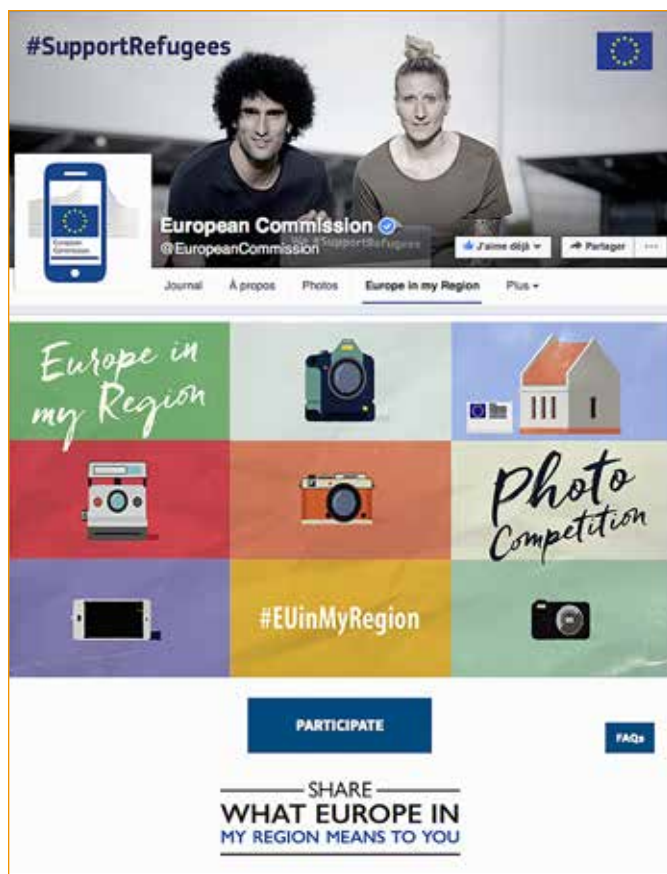 #SupportRefugees
European
Commission
European Commission
@EuropeanCommission
#SupportRefugees
J'aime déjà
Partager
Journal À propos Photos Europe in my Region Plus
Europe in
my Region
Photo
Competition
#EUinMyRegion
PARTICIPATE
FAQs
SHARE
WHAT EUROPE IN
MY REGION MEANS TO YOU